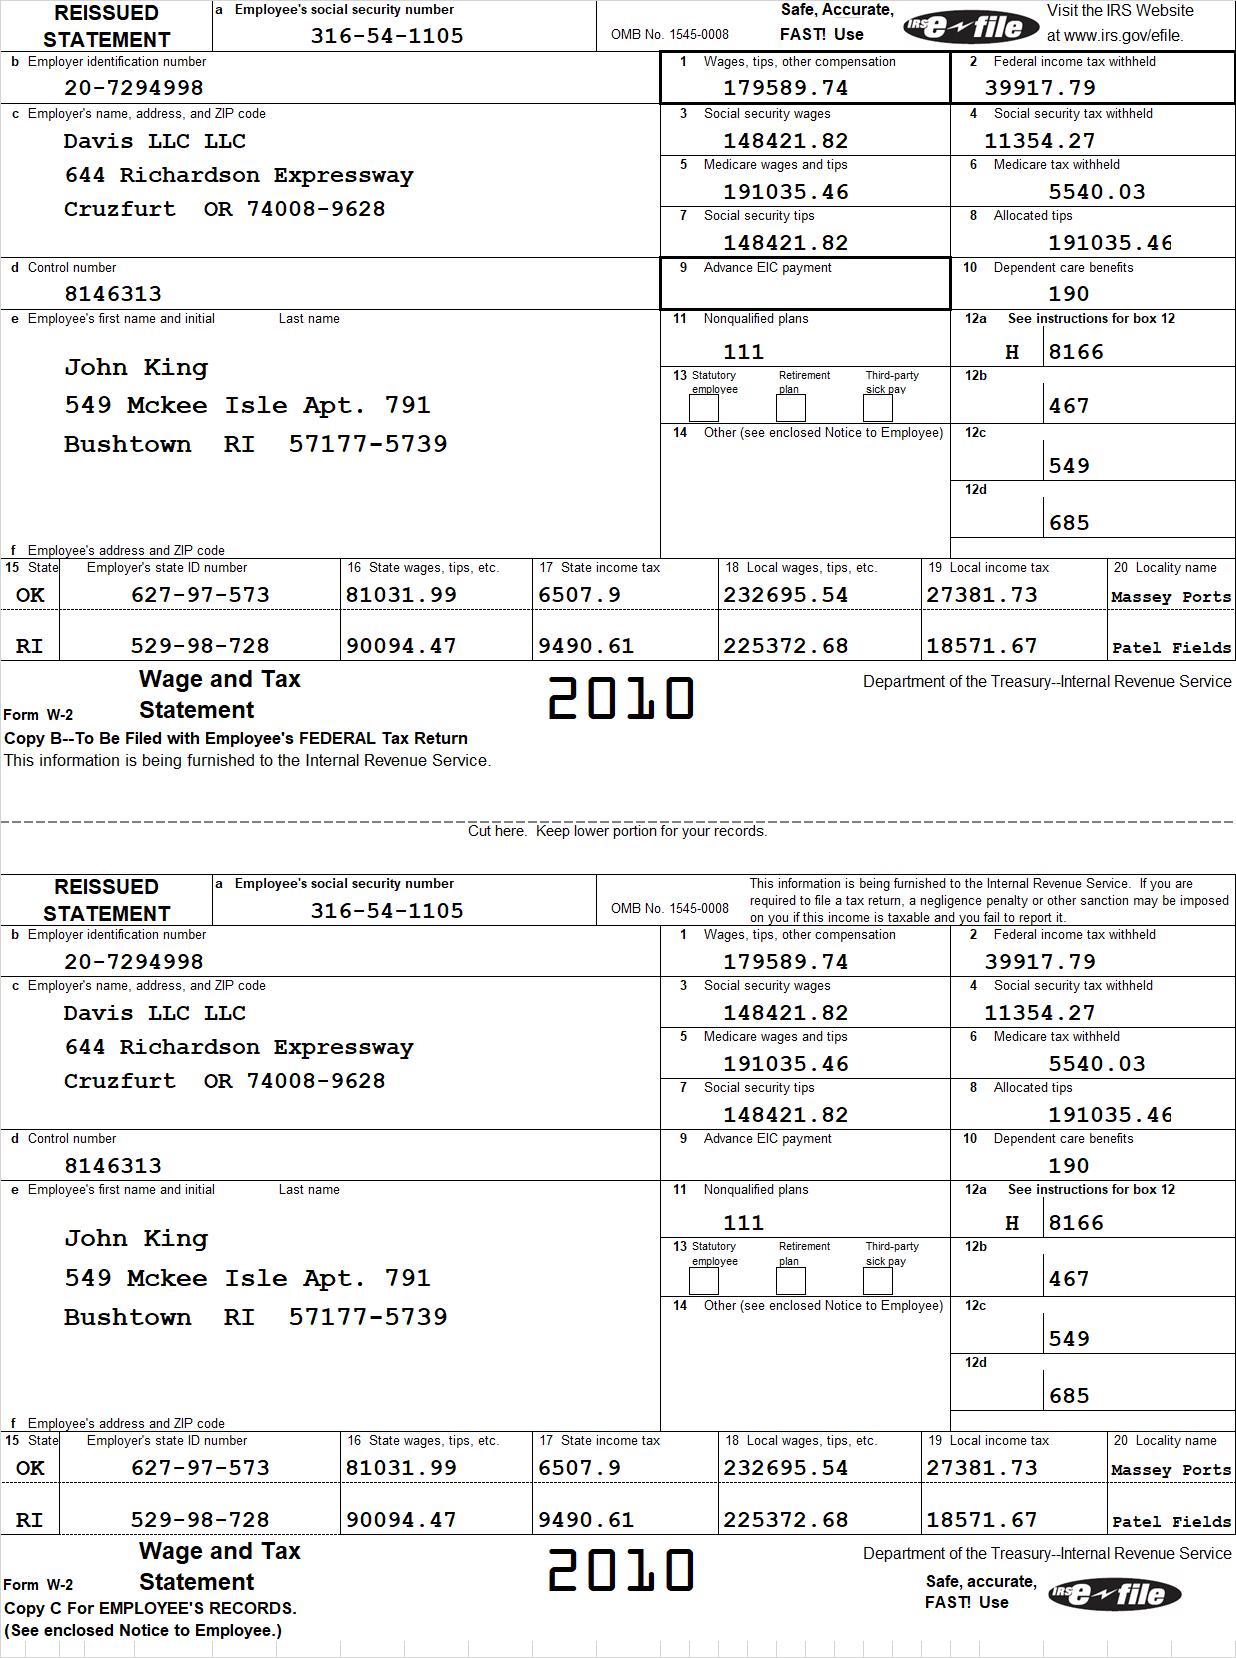 REISSUED STATEMENT
a Employee's social security number
316-54-1105
OMB No. 1545-0008
Safe, Accurate, FAST! Use
IRS e-file
Visit the IRS Website at www.irs.gov/efile.
b Employer identification number
20-7294998
1 Wages, tips, other compensation
179589.74
2 Federal income tax withheld
39917.79
c Employer's name, address, and ZIP code
Davis LLC LLC
644 Richardson Expressway
Cruzfurt OR 74008-9628
3 Social security wages
148421.82
4 Social security tax withheld
11354.27
5 Medicare wages and tips
191035.46
6 Medicare tax withheld
5540.03
7 Social security tips
148421.82
8 Allocated tips
191035.46
d Control number
8146313
9 Advance EIC payment
10 Dependent care benefits
190
e Employee's first name and initial Last name
John King
549 Mckee Isle Apt. 791
Bushtown RI 57177-5739
11 Nonqualified plans
111
12a See instructions for box 12
H 8166
13 Statutory employee Retirement plan Third-party sick pay
12b
467
14 Other (see enclosed Notice to Employee)
12c
549
12d
685
f Employee's address and ZIP code
15 State Employer's state ID number 16 State wages, tips, etc. 17 State income tax 18 Local wages, tips, etc. 19 Local income tax 20 Locality name
OK 627-97-573 81031.99 6507.9 232695.54 27381.73 Massey Ports
RI 529-98-728 90094.47 9490.61 225372.68 18571.67 Patel Fields
Form W-2 Wage and Tax Statement
2010
Department of the Treasury--Internal Revenue Service
Copy B--To Be Filed with Employee's FEDERAL Tax Return
This information is being furnished to the Internal Revenue Service.
Cut here. Keep lower portion for your records.
REISSUED STATEMENT
a Employee's social security number
316-54-1105
OMB No. 1545-0008
This information is being furnished to the Internal Revenue Service. If you are
required to file a tax return, a negligence penalty or other sanction may be imposed
on you if this income is taxable and you fail to report it.
b Employer identification number
20-7294998
1 Wages, tips, other compensation
179589.74
2 Federal income tax withheld
39917.79
c Employer's name, address, and ZIP code
Davis LLC LLC
644 Richardson Expressway
Cruzfurt OR 74008-9628
3 Social security wages
148421.82
4 Social security tax withheld
11354.27
5 Medicare wages and tips
191035.46
6 Medicare tax withheld
5540.03
7 Social security tips
148421.82
8 Allocated tips
191035.46
d Control number
8146313
9 Advance EIC payment
10 Dependent care benefits
190
e Employee's first name and initial Last name
John King
549 Mckee Isle Apt. 791
Bushtown RI 57177-5739
11 Nonqualified plans
111
12a See instructions for box 12
H 8166
13 Statutory employee Retirement plan Third-party sick pay
12b
467
14 Other (see enclosed Notice to Employee)
12c
549
12d
685
f Employee's address and ZIP code
15 State Employer's state ID number 16 State wages, tips, etc. 17 State income tax 18 Local wages, tips, etc. 19 Local income tax 20 Locality name
OK 627-97-573 81031.99 6507.9 232695.54 27381.73 Massey Ports
RI 529-98-728 90094.47 9490.61 225372.68 18571.67 Patel Fields
Form W-2 Wage and Tax Statement
2010
Department of the Treasury--Internal Revenue Service
Safe, accurate, FAST! Use
IRS e-file
Copy C For EMPLOYEE'S RECORDS.
(See enclosed Notice to Employee.)